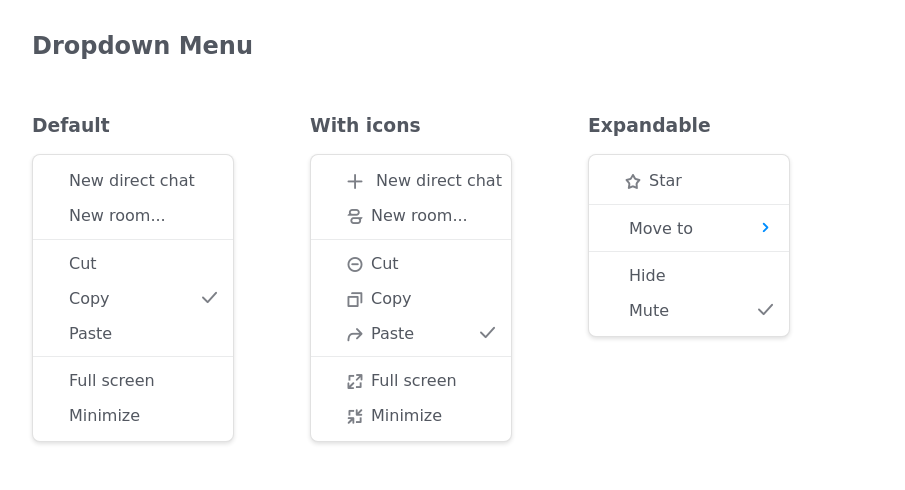 Dropdown Menu
Default
New direct chat
New room...
Cut
Copy
Paste
Full screen
Minimize
With icons
New direct chat
New room...
Cut
Copy
Paste
Full screen
Minimize
Expandable
Star
Move to
Hide
Mute